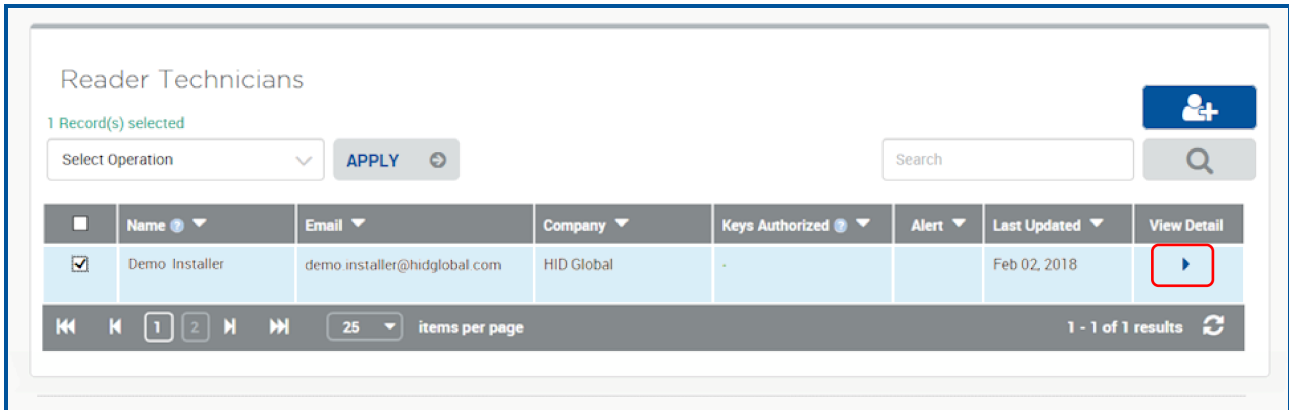 Reader Technicians
1 Record(s) selected
Select Operation APPLY Search
Name ? Email Company Keys Authorized ? Alert Last Updated View Detail
Demo Installer demo.installer@hidglobal.com HID Global - Feb 02, 2018
1 2 25 items per page 1 - 1 of 1 results